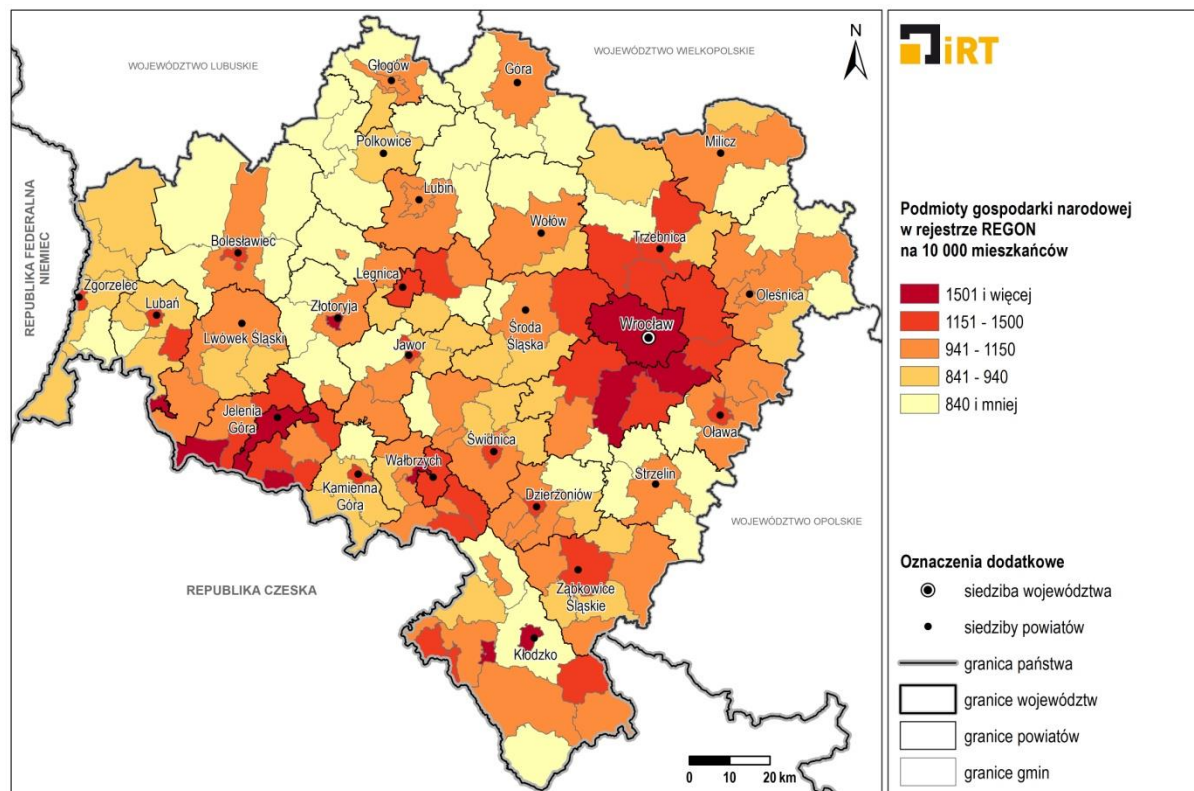 WOJEWÓDZTWO LUBUSKIE
WOJEWÓDZTWO WIELKOPOLSKIE
N
Głogów
Góra
Polkowice
Milicz
Lubin
Wołów
Trzebnica
REPUBLIKA FEDERALNA
NIEMIEC
Bolesławiec
Zgorzelec
Lubań
Legnica
Złotoryja
Oleśnica
Lwówek Śląski
Środa
Śląska
Wrocław
Jawor
Jelenia
Góra
Oława
Świdnica
Wałbrzych
Kamienna
Góra
Strzelin
Dzierżoniów
WOJEWÓDZTWO OPOLSKIE
REPUBLIKA CZESKA
Ząbkowice
Śląskie
Kłodzko
0 10 20 km
iRT
Podmioty gospodarki narodowej
w rejestrze REGON
na 10 000 mieszkańców
1501 i więcej
1151 - 1500
941 - 1150
841 - 940
840 i mniej
Oznaczenia dodatkowe
siedziba województwa
siedziby powiatów
granica państwa
granice województw
granice powiatów
granice gmin